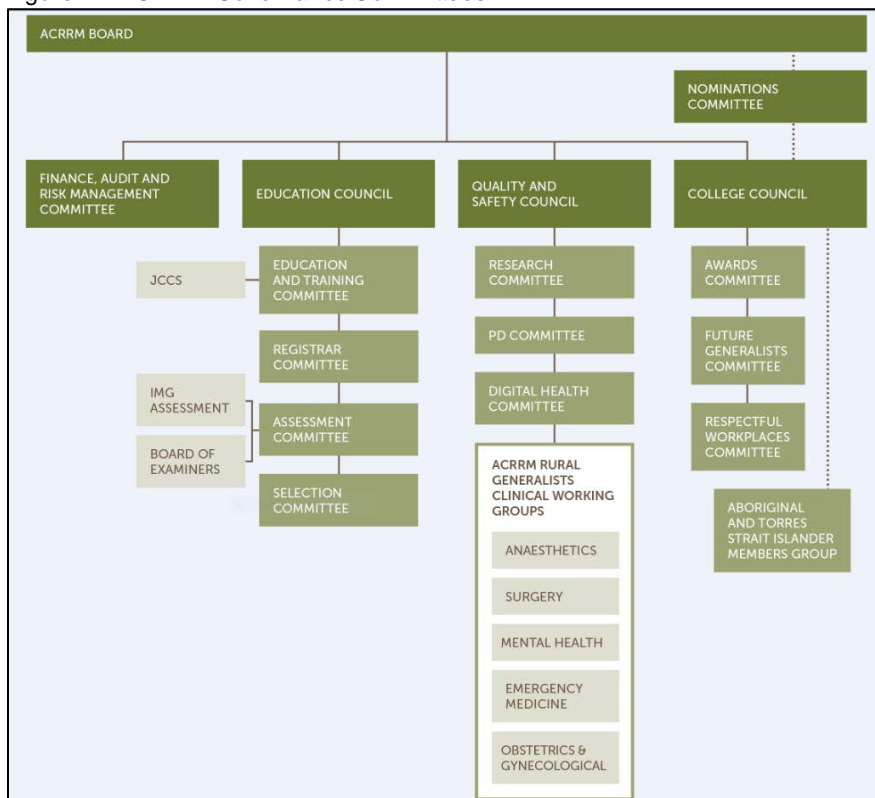 ACRRM BOARD
NOMINATIONS
COMMITTEE
FINANCE, AUDIT AND
RISK MANAGEMENT
COMMITTEE
EDUCATION COUNCIL
QUALITY AND
SAFETY COUNCIL
COLLEGE COUNCIL
JCCS
EDUCATION
AND TRAINING
COMMITTEE
REGISTRAR
COMMITTEE
IMG
ASSESSMENT
BOARD OF
EXAMINERS
ASSESSMENT
COMMITTEE
SELECTION
COMMITTEE
RESEARCH
COMMITTEE
PD COMMITTEE
DIGITAL HEALTH
COMMITTEE
ACRRM RURAL
GENERALISTS
CLINICAL WORKING
GROUPS
ANAESTHETICS
SURGERY
MENTAL HEALTH
EMERGENCY
MEDICINE
OBSTETRICS &
GYNECOLOGICAL
AWARDS
COMMITTEE
FUTURE
GENERALISTS
COMMITTEE
RESPECTFUL
WORKPLACES
COMMITTEE
ABORIGINAL
AND TORRES
STRAIT ISLANDER
MEMBERS GROUP